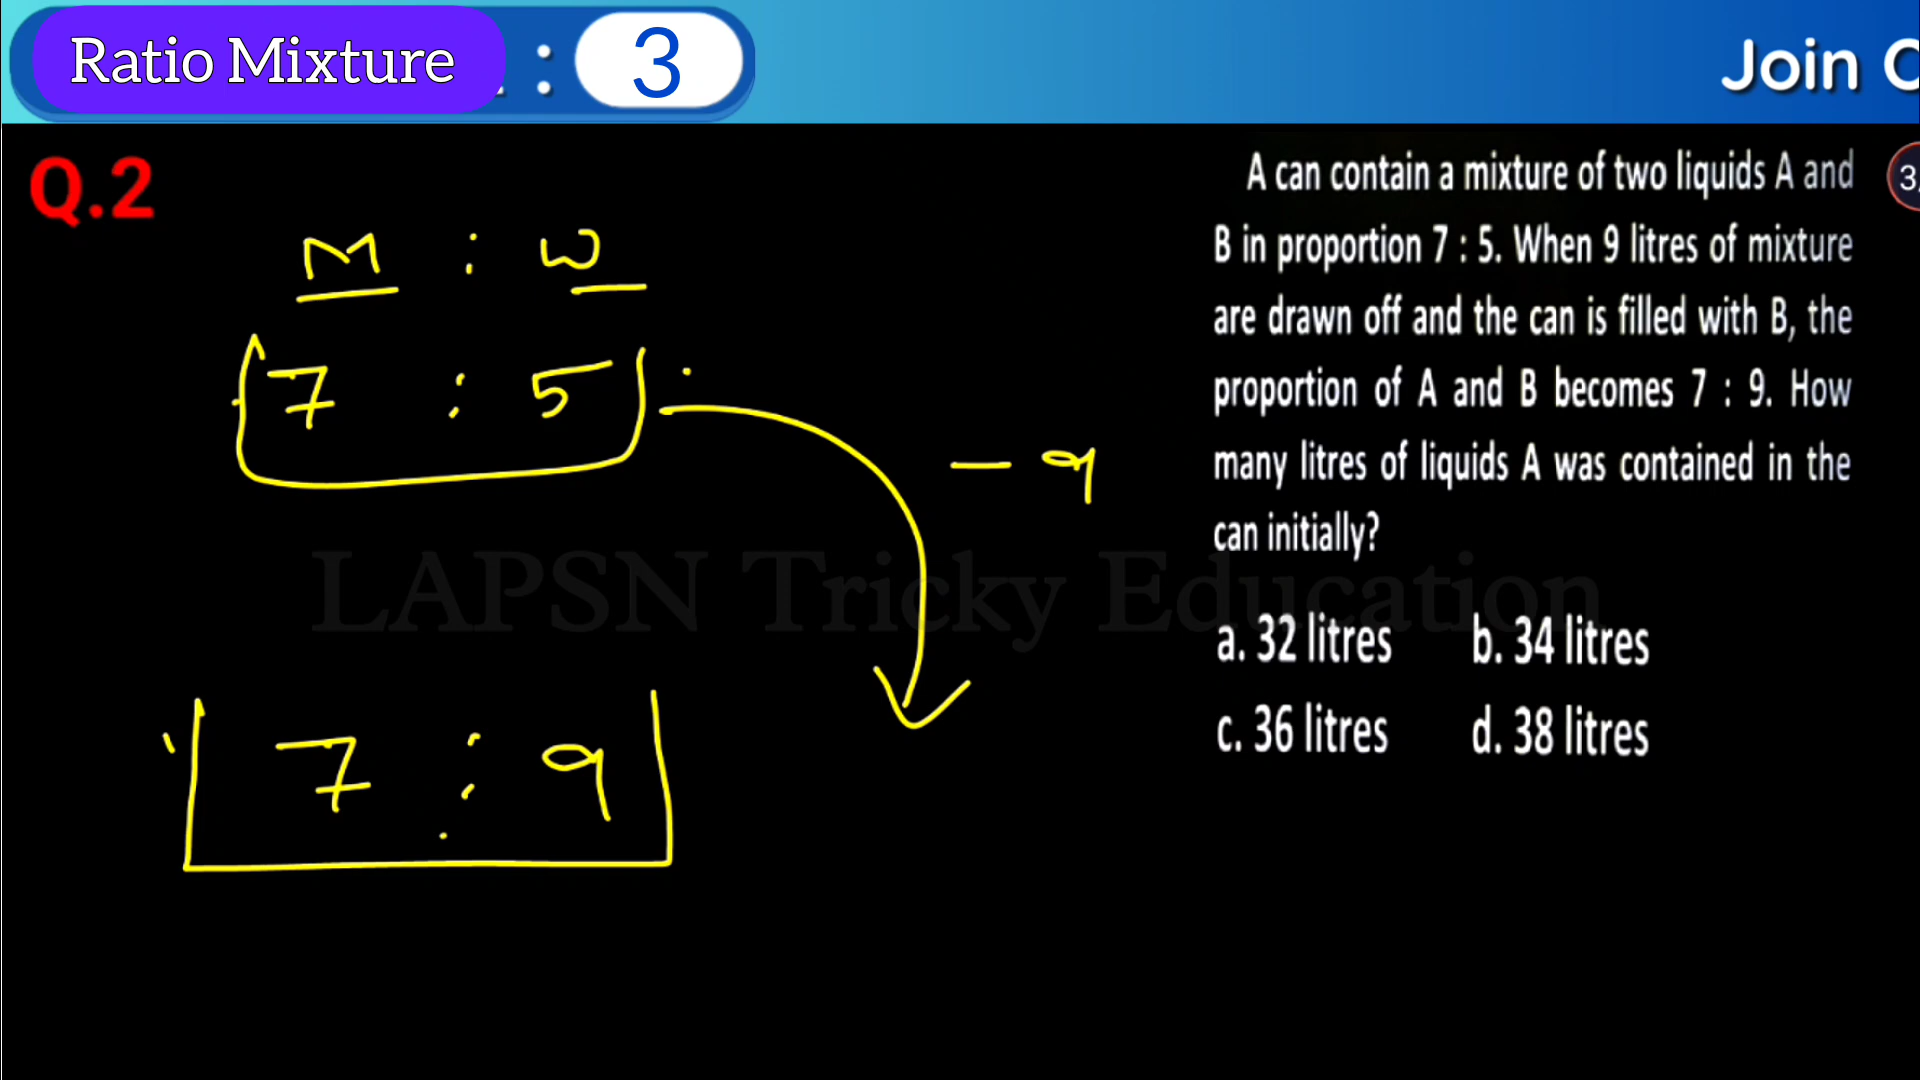 Ratio Mixture : 3
Join
Q.2
M : W
7 : 5
- 9
7 : 9
A can contain a mixture of two liquids A and
B in proportion 7 : 5. When 9 litres of mixture
are drawn off and the can is filled with B, the
proportion of A and B becomes 7 : 9. How
many litres of liquids A was contained in the
can initially?
a. 32 litres b. 34 litres
c. 36 litres d. 38 litres
LAPSN Tricky Education